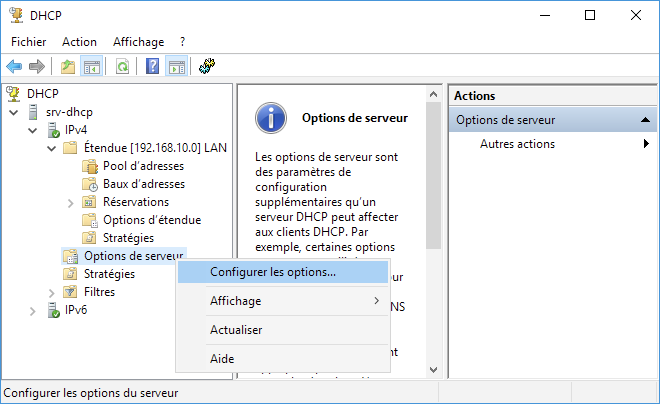 DHCP
Fichier Action Affichage ?
DHCP
srv-dhcp
IPv4
Étendue [192.168.10.0] LAN
Pool d'adresses
Baux d'adresses
Réservations
Options d'étendue
Stratégies
Options de serveur
Stratégies
Filtres
IPv6
Options de serveur
Les options de serveur sont
des paramètres de
configuration
supplémentaires qu'un
serveur DHCP peut affecter
aux clients DHCP. Par
exemple, certaines options
Configurer les options...
Affichage
Actualiser
Aide
Actions
Options de serveur
Autres actions
Configurer les options du serveur